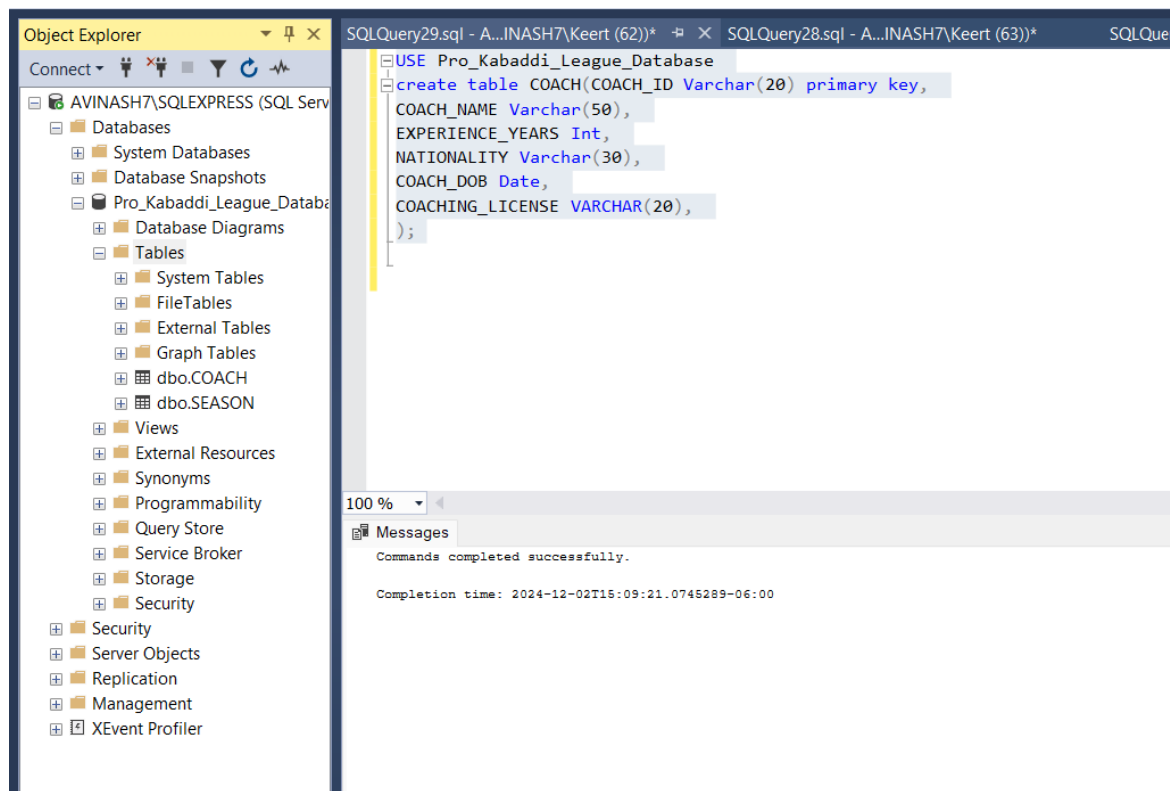 Object Explorer
Connect
AVINASH7\SQLEXPRESS (SQL Serv
Databases
System Databases
Database Snapshots
Pro_Kabaddi_League_Databa
Database Diagrams
Tables
System Tables
FileTables
External Tables
Graph Tables
dbo.COACH
dbo.SEASON
Views
External Resources
Synonyms
Programmability
Query Store
Service Broker
Storage
Security
Security
Server Objects
Replication
Management
XEvent Profiler
SQLQuery29.sql - A...INASH7\Keert (62))* SQLQuery28.sql - A...INASH7\Keert (63))* SQLQue
USE Pro_Kabaddi_League_Database
create table COACH(COACH_ID Varchar(20) primary key,
COACH_NAME Varchar(50),
EXPERIENCE_YEARS Int,
NATIONALITY Varchar(30),
COACH_DOB Date,
COACHING_LICENSE VARCHAR(20),
);
100 %
Messages
Commands completed successfully.
Completion time: 2024-12-02T15:09:21.0745289-06:00